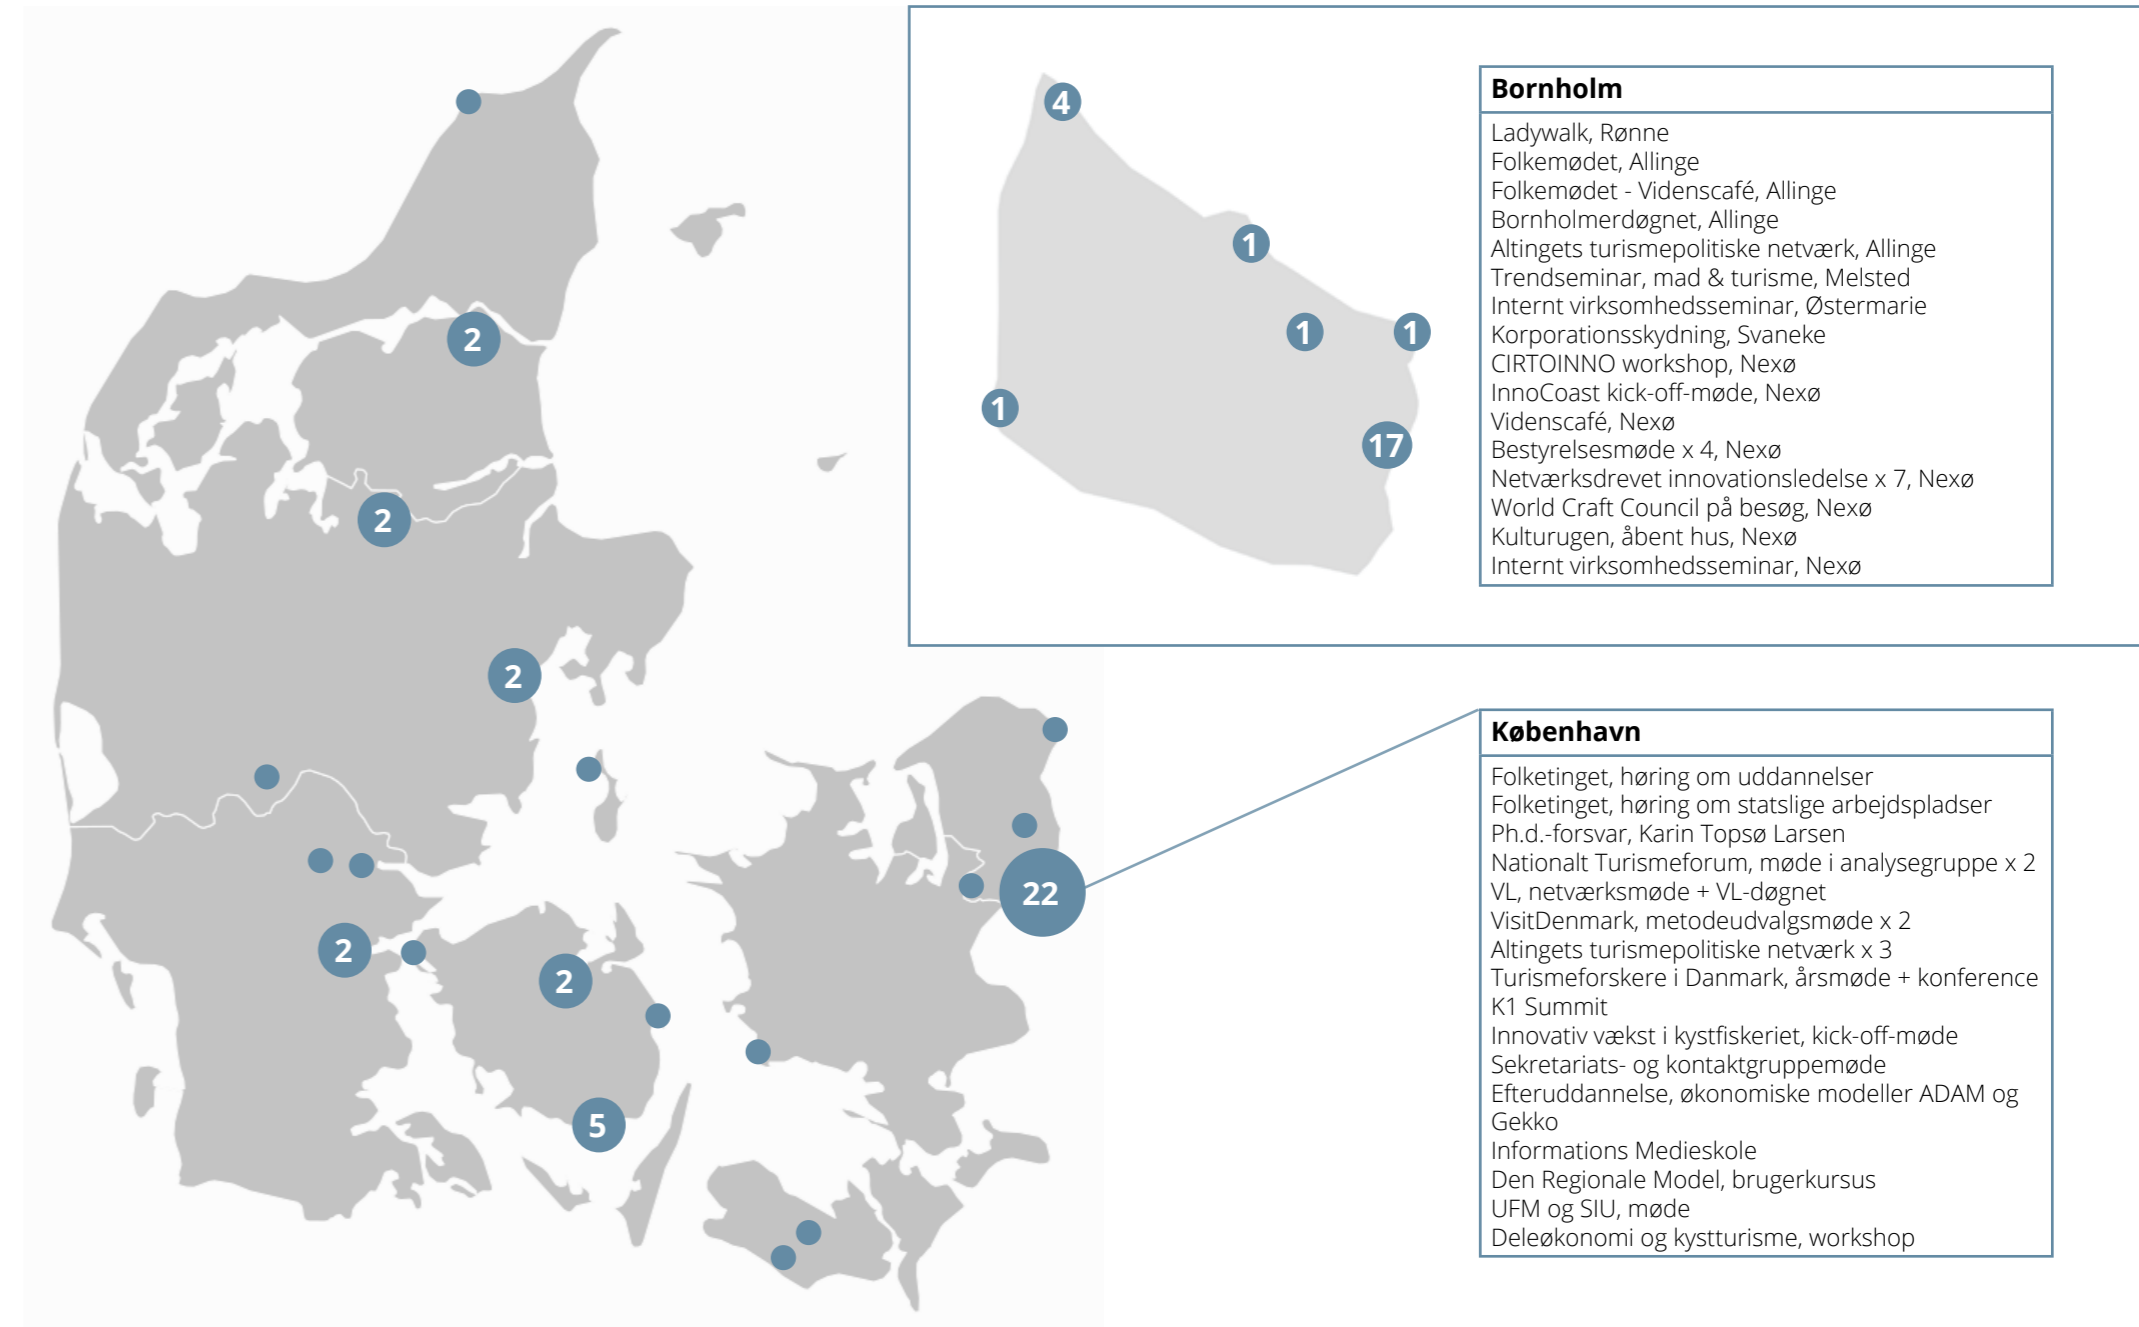 2
2
2
2
2
5
22
4
1
1
1
1
17
Bornholm
Ladywalk, Rønne
Folkemødet, Allinge
Folkemødet - Videnscafé, Allinge
Bornholmerdøgnet, Allinge
Altingets turismepolitiske netværk, Allinge
Trendseminar, mad & turisme, Melsted
Internt virksomhedsseminar, Østermarie
Korporationsskydning, Svaneke
CIRTOINNO workshop, Nexø
InnoCoast kick-off-møde, Nexø
Videnscafé, Nexø
Bestyrelsesmøde x 4, Nexø
Netværksdrevet innovationsledelse x 7, Nexø
World Craft Council på besøg, Nexø
Kulturugen, åbent hus, Nexø
Internt virksomhedsseminar, Nexø
København
Folketinget, høring om uddannelser
Folketinget, høring om statslige arbejdspladser
Ph.d.-forsvar, Karin Topsø Larsen
Nationalt Turismeforum, møde i analysegruppe x 2
VL, netværksmøde + VL-døgnet
VisitDenmark, metodeudvalgsmøde x 2
Altingets turismepolitiske netværk x 3
Turismeforskere i Danmark, årsmøde + konference
K1 Summit
Innovativ vækst i kystfiskeriet, kick-off-møde
Sekretariats- og kontaktgruppemøde
Efteruddannelse, økonomiske modeller ADAM og
Gekko
Informations Medieskole
Den Regionale Model, brugerkursus
UFM og SIU, møde
Deleøkonomi og kystturisme, workshop